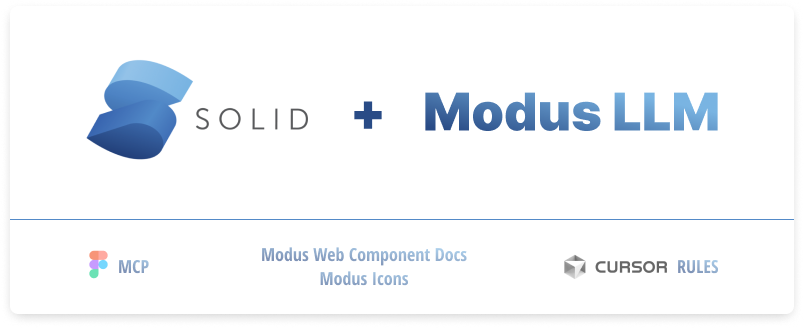 SOLID + Modus LLM
MCP
Modus Web Component Docs
Modus Icons
CURSOR RULES